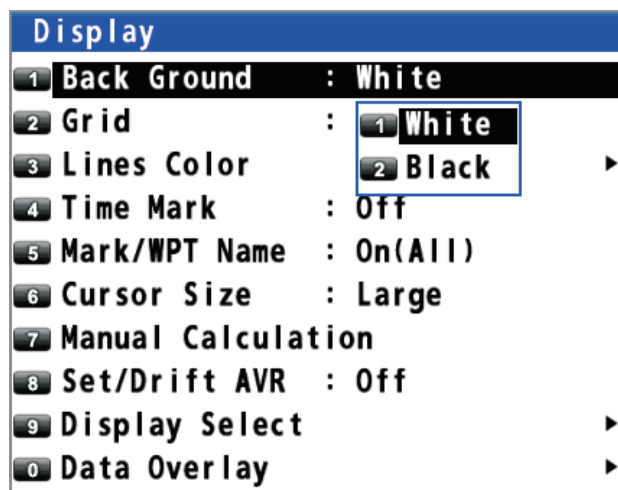 Display
1 Back Ground : White
2 Grid :
1 White
3 Lines Color
2 Black
4 Time Mark : Off
5 Mark/WPT Name : On(All)
6 Cursor Size : Large
7 Manual Calculation
8 Set/Drift AVR : Off
9 Display Select
0 Data Overlay